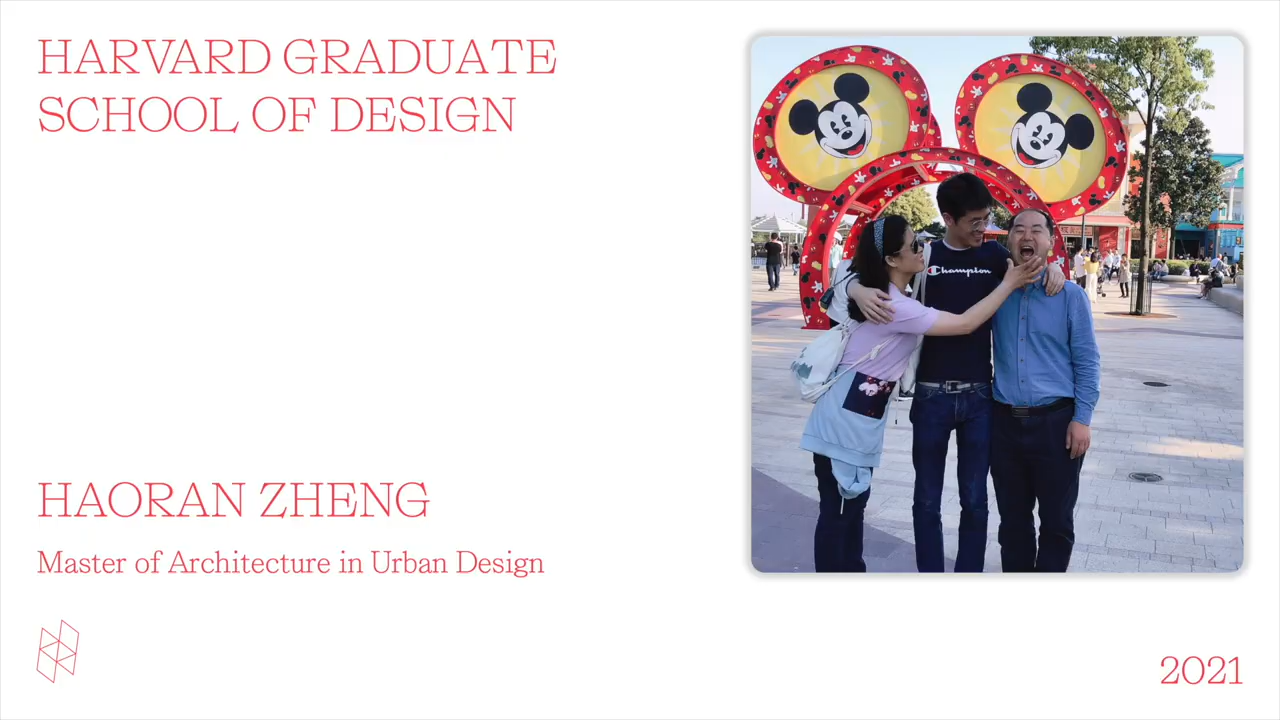 HARVARD GRADUATE
SCHOOL OF DESIGN
Champion
HAORAN ZHENG
Master of Architecture in Urban Design
2021